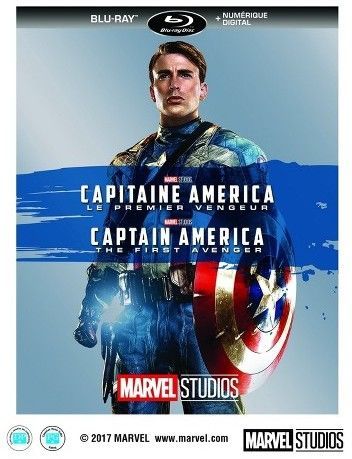 BLU-RAY Blu-ray Disc + NUMÉRIQUE
DIGITAL
MARVEL STUDIOS
CAPITAINE AMERICA
LE PREMIER VENGEUR
MARVEL STUDIOS
CAPTAIN AMERICA
THE FIRST AVENGER
MARVEL STUDIOS
© 2017 MARVEL www.marvel.com MARVEL STUDIOS